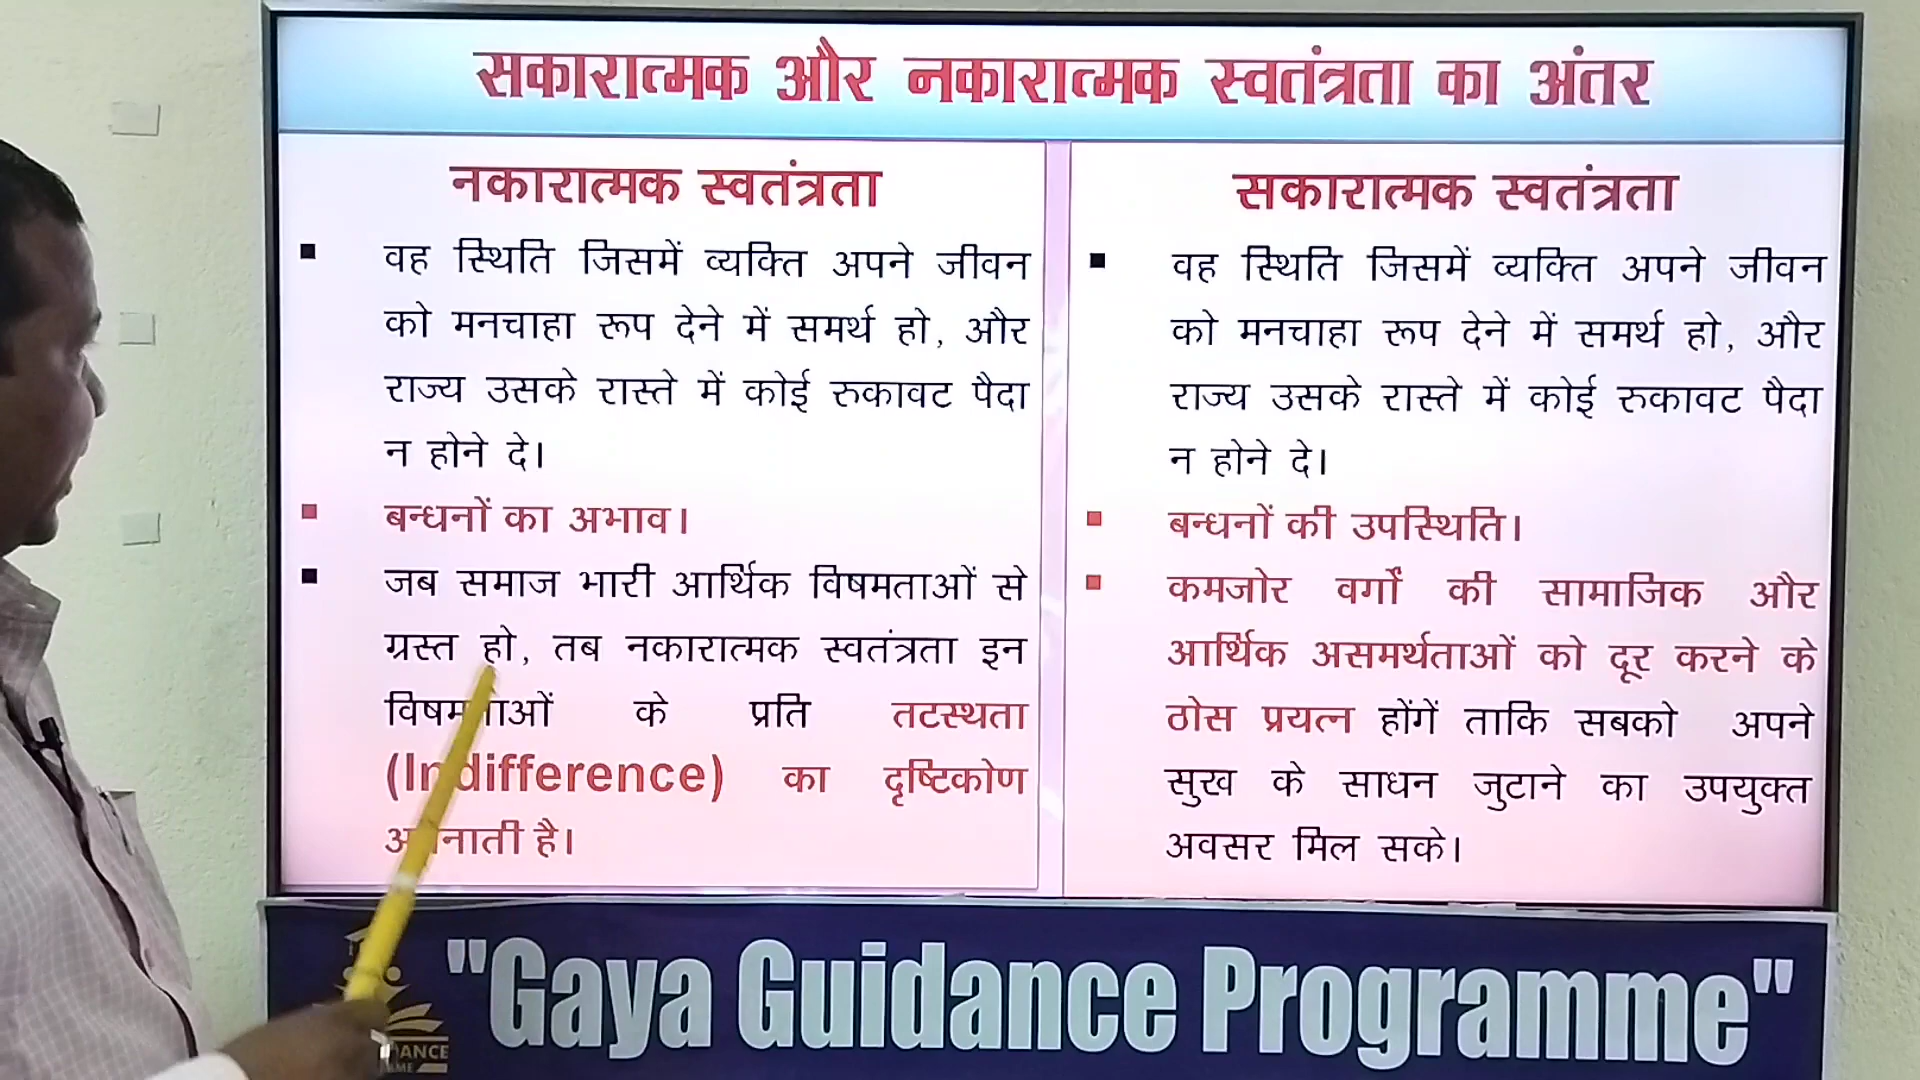 सकारात्मक और नकारात्मक स्वतंत्रता का अंतर
नकारात्मक स्वतंत्रता
▪ वह स्थिति जिसमें व्यक्ति अपने जीवन
को मनचाहा रूप देने में समर्थ हो, और
राज्य उसके रास्ते में कोई रुकावट पैदा
न होने दे।
▪ बन्धनों का अभाव।
▪ जब समाज भारी आर्थिक विषमताओं से
ग्रस्त हो, तब नकारात्मक स्वतंत्रता इन
विषमताओं के प्रति तटस्थता
(Indifference) का दृष्टिकोण
अपनाती है।
सकारात्मक स्वतंत्रता
▪ वह स्थिति जिसमें व्यक्ति अपने जीवन
को मनचाहा रूप देने में समर्थ हो, और
राज्य उसके रास्ते में कोई रुकावट पैदा
न होने दे।
▪ बन्धनों की उपस्थिति।
▪ कमजोर वर्गों की सामाजिक और
आर्थिक असमर्थताओं को दूर करने के
ठोस प्रयत्न होंगें ताकि सबको अपने
सुख के साधन जुटाने का उपयुक्त
अवसर मिल सके।
"Gaya Guidance Programme"